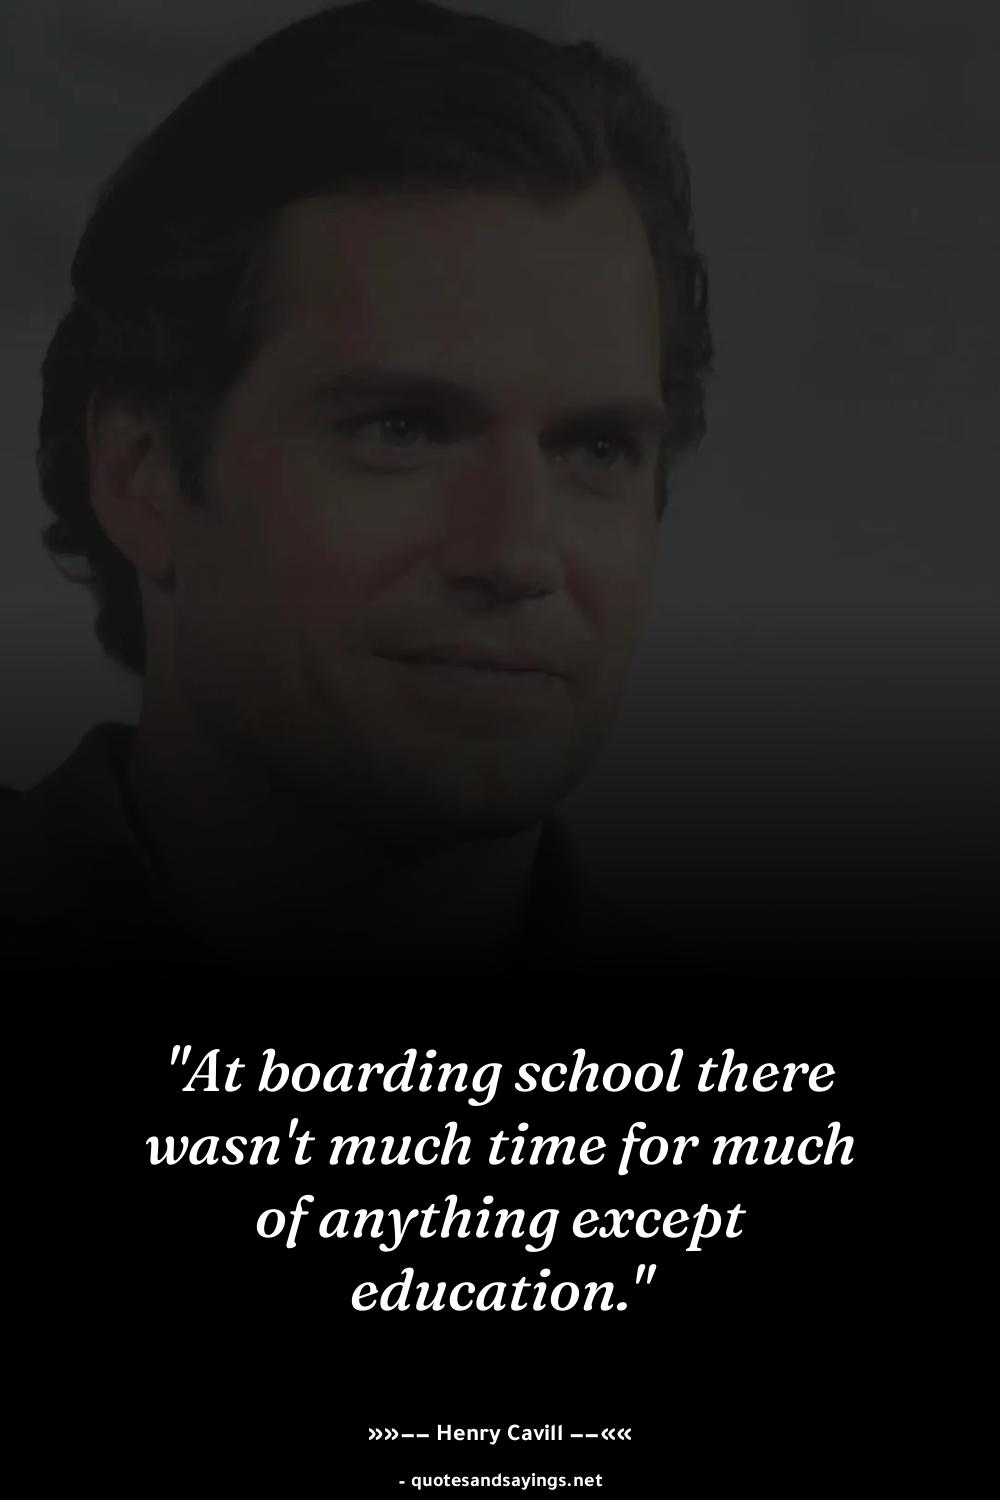 "At boarding school there
wasn't much time for much
of anything except
education."
»»–– Henry Cavill ––««
- quotesandsayings.net